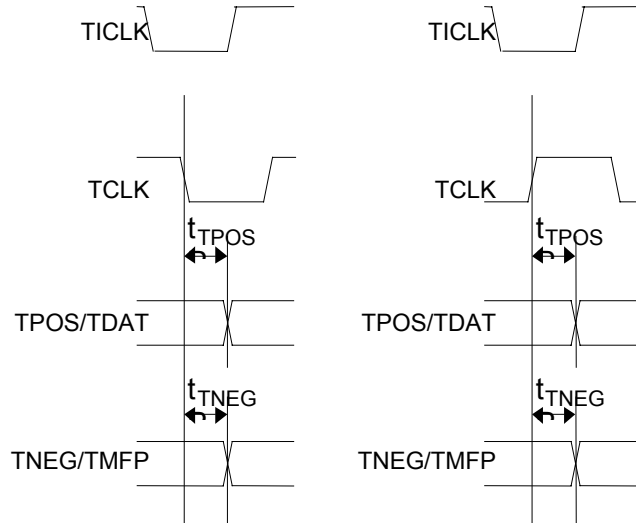 TICLK TICLK
TCLK TCLK
tTPOS tTPOS
TPOS/TDAT TPOS/TDAT
tTNEG tTNEG
TNEG/TMFP TNEG/TMFP